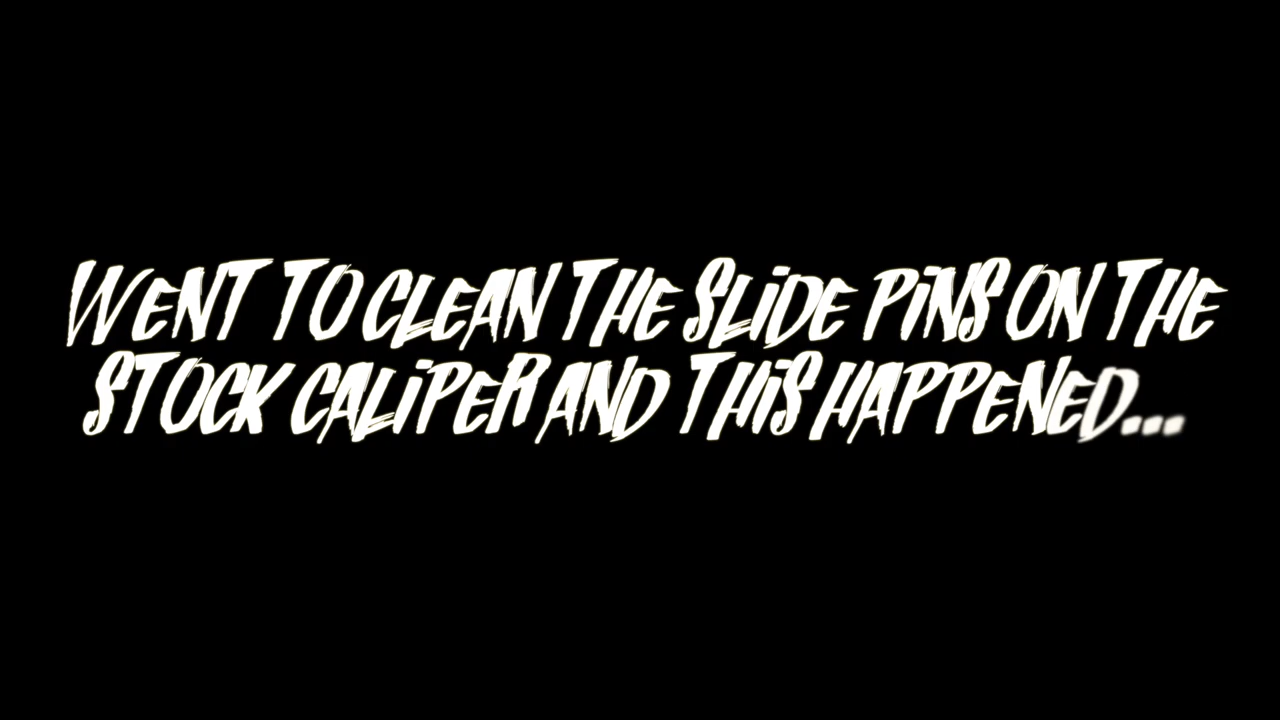 WENT TO CLEAN THE SLIDE PINS ON THE
STOCK CALIPER AND THIS HAPPENED...